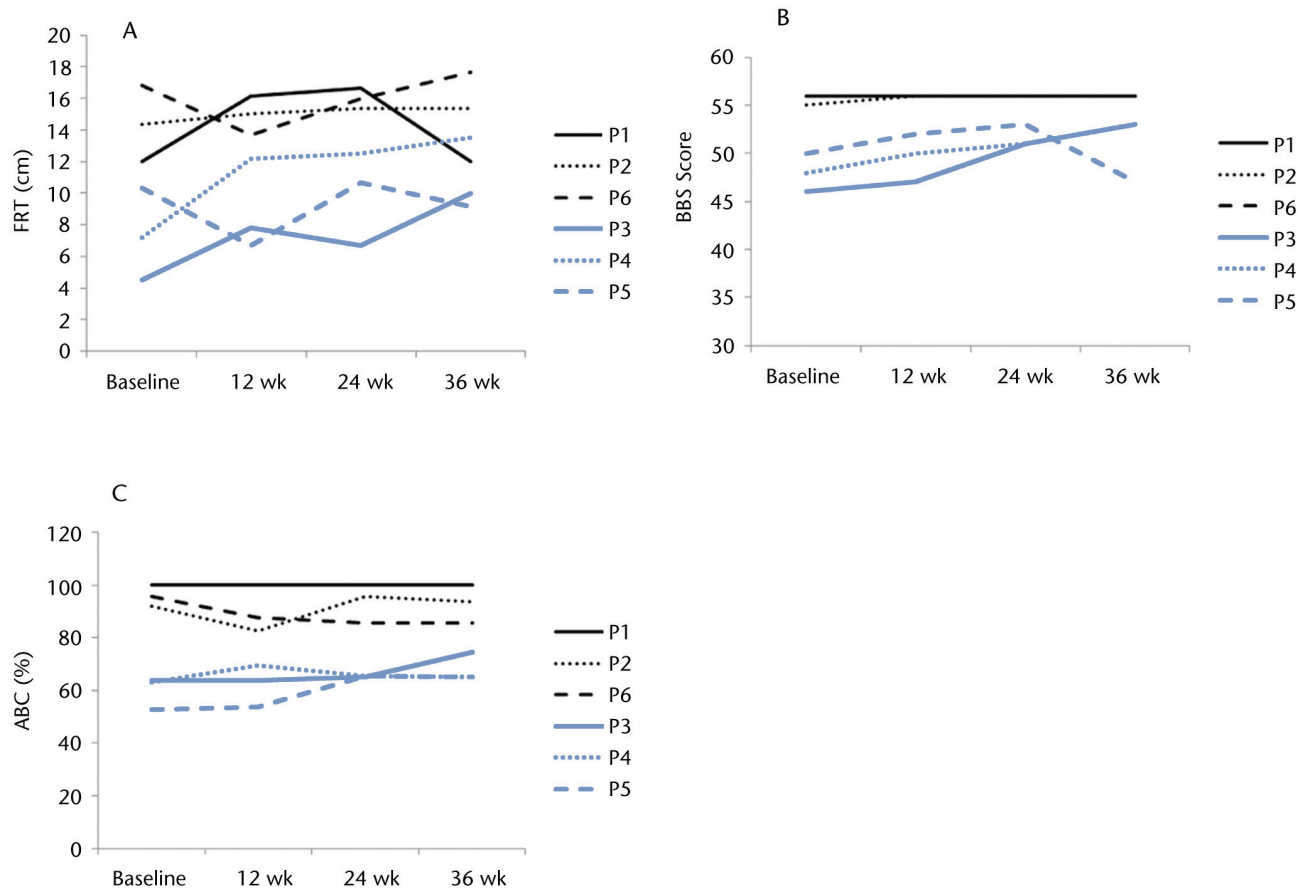 A
FRT (cm)
20
18
16
14
12
10
8
6
4
2
0
Baseline 12 wk 24 wk 36 wk
P1
P2
P6
P3
P4
P5
B
BBS Score
60
55
50
45
40
35
30
Baseline 12 wk 24 wk 36 wk
P1
P2
P6
P3
P4
P5
C
ABC (%)
120
100
80
60
40
20
0
Baseline 12 wk 24 wk 36 wk
P1
P2
P6
P3
P4
P5